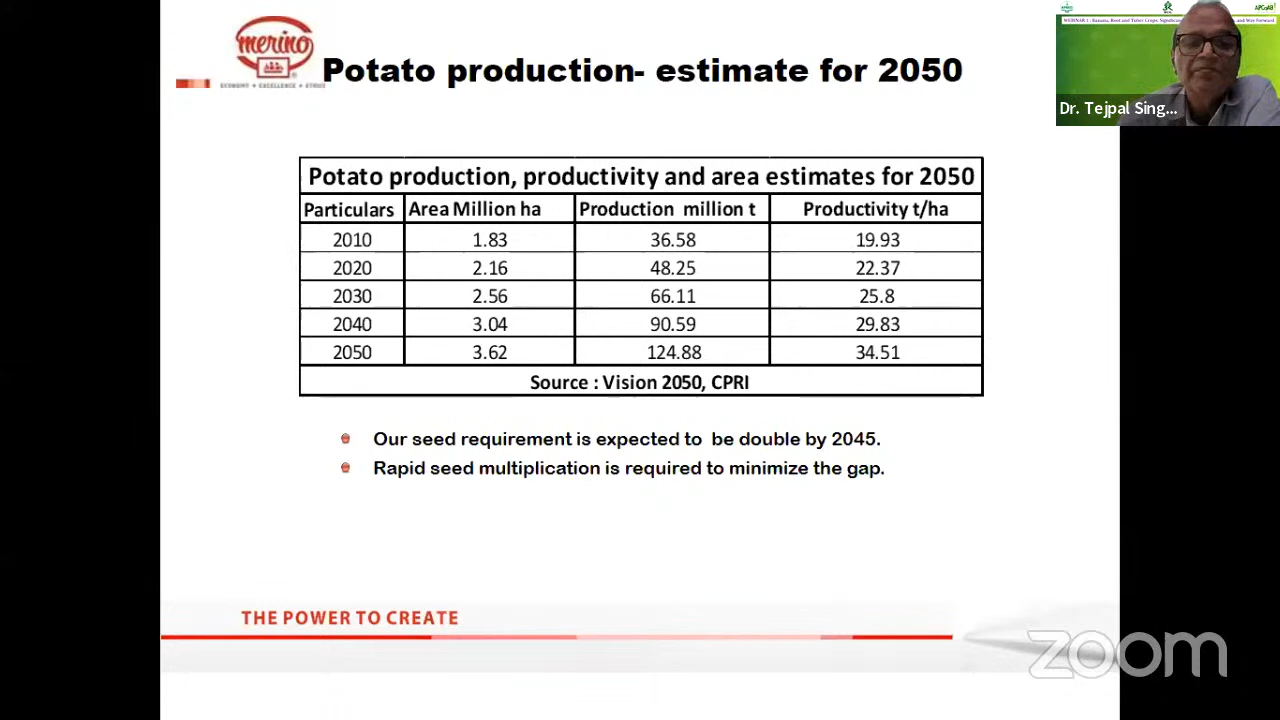 merino
ECONOMY • EXCELLENCE • ETHICS
Potato production- estimate for 2050
Potato production, productivity and area estimates for 2050
Particulars Area Million ha Production million t Productivity t/ha
2010 1.83 36.58 19.93
2020 2.16 48.25 22.37
2030 2.56 66.11 25.8
2040 3.04 90.59 29.83
2050 3.62 124.88 34.51
Source : Vision 2050, CPRI
Our seed requirement is expected to be double by 2045.
Rapid seed multiplication is required to minimize the gap.
THE POWER TO CREATE
zoom
WEBINAR 1 : Banana, Root and Tuber Crops, and Way Forward
Dr. Tejpal Sing...